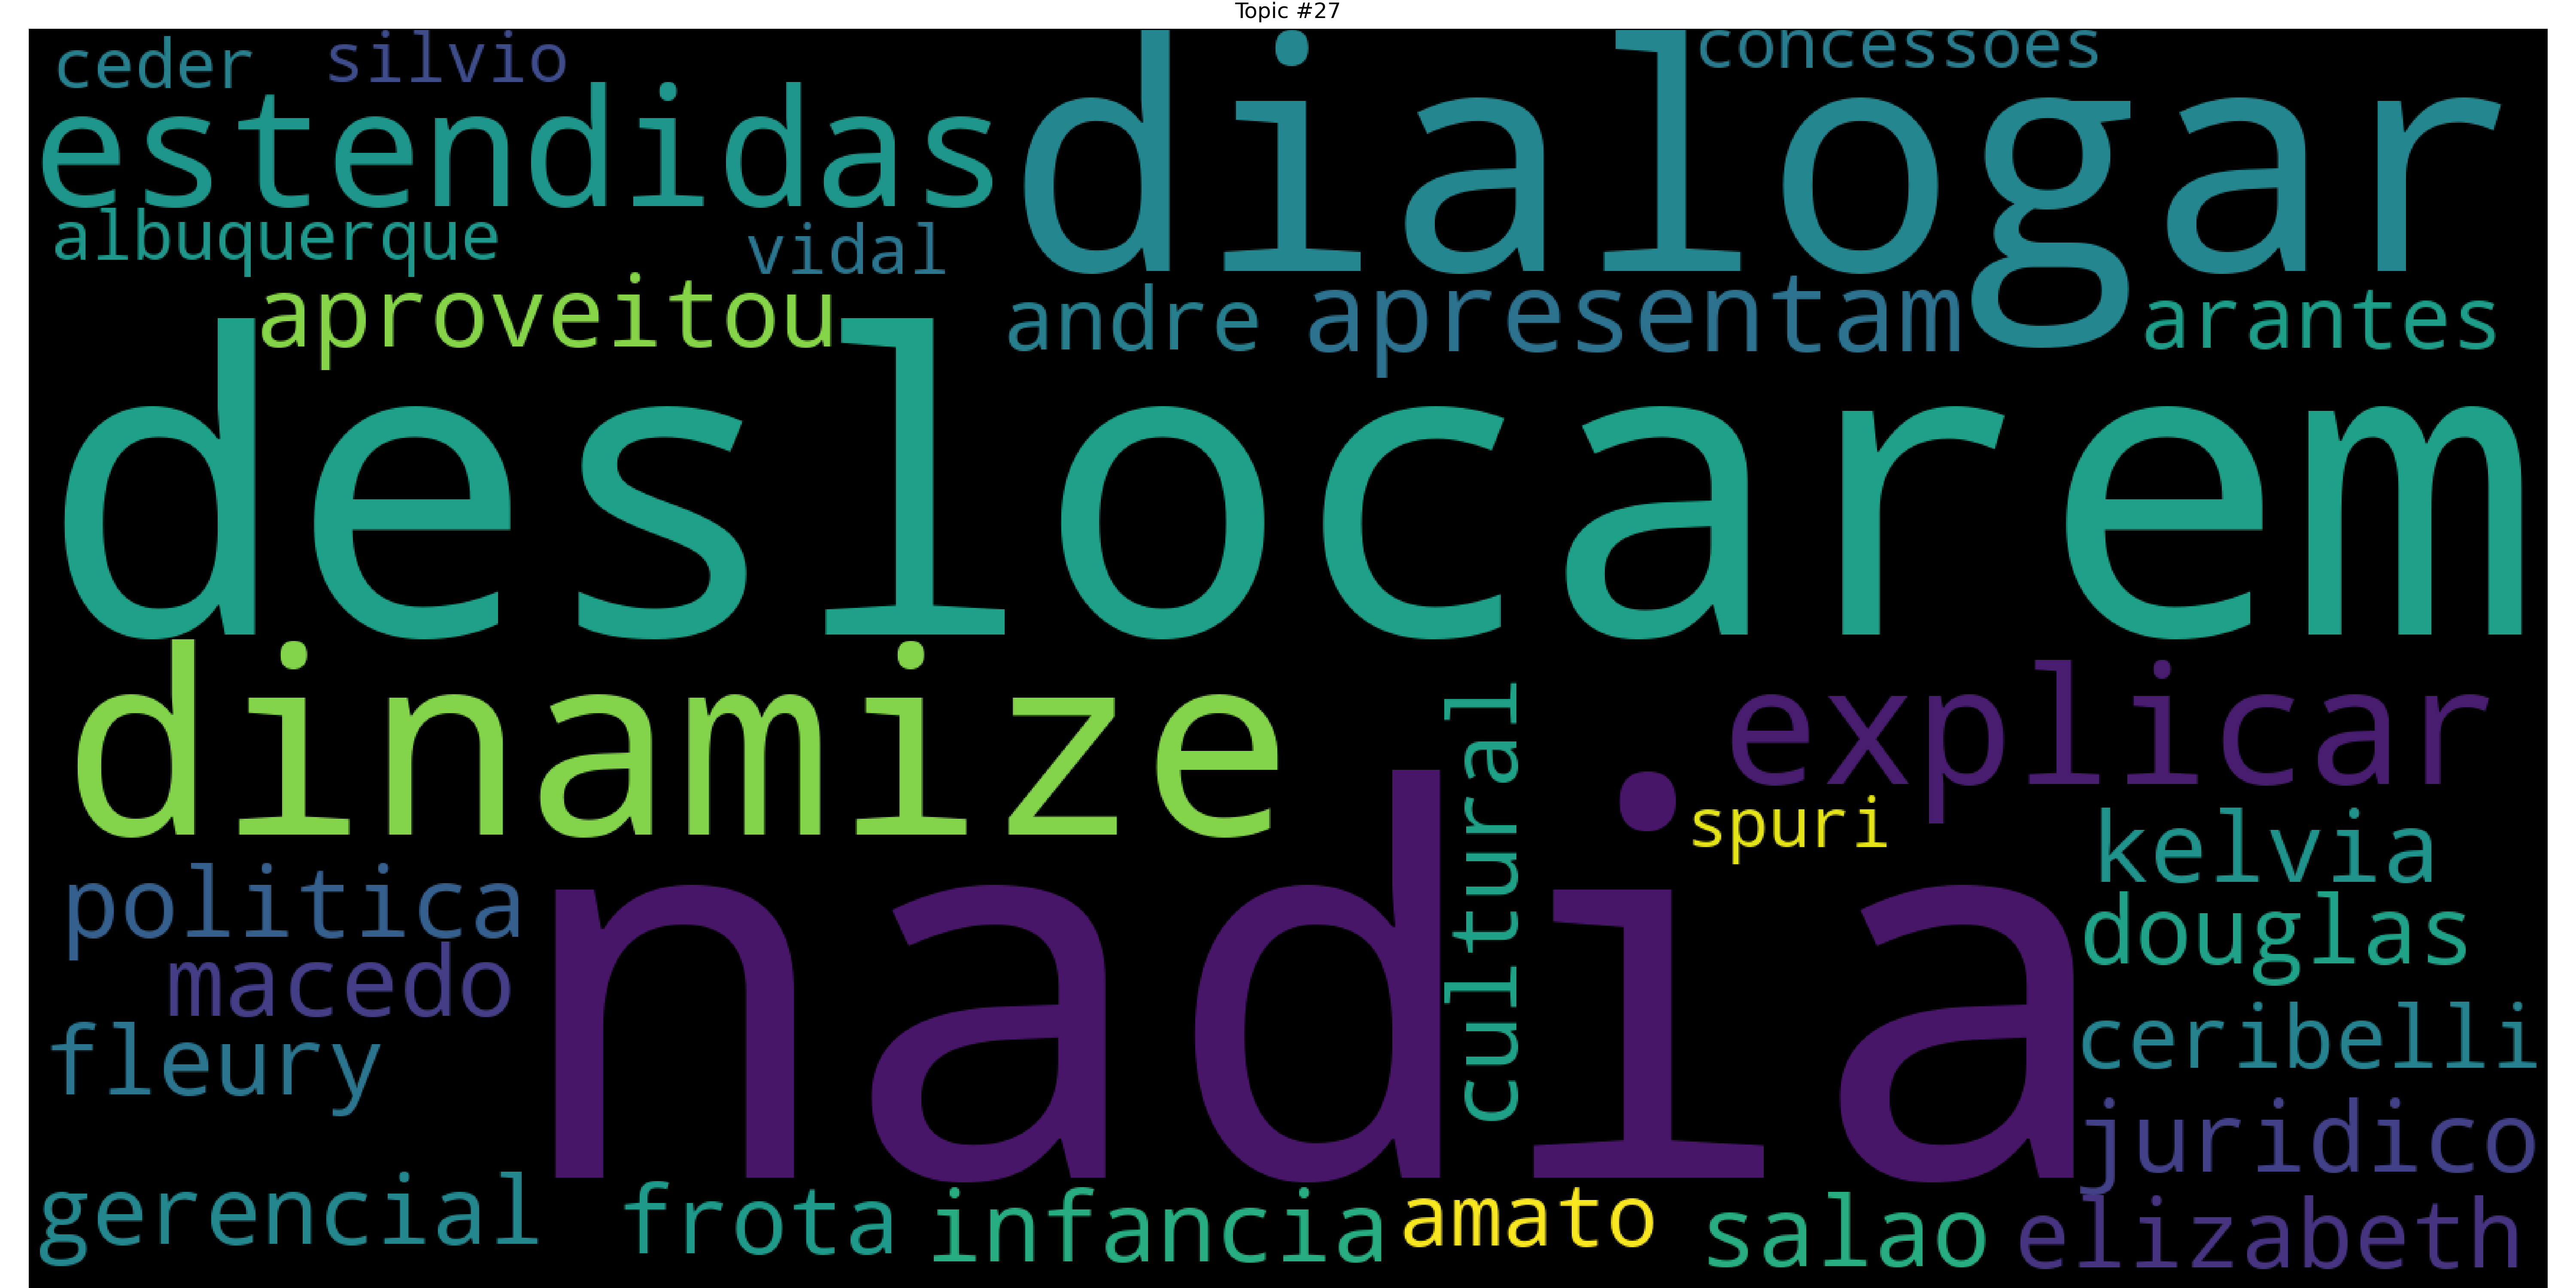 Topic #27
ceder silvio concessoes
estendidas dialogar
albuquerque vidal
aproveitou andre apresentam arantes
deslocarem
dinamize cultural explicar
spuri kelvia
politica nadia douglas
macedo
fleury ceribelli
juridico
gerencial frota infancia amato salao elizabeth